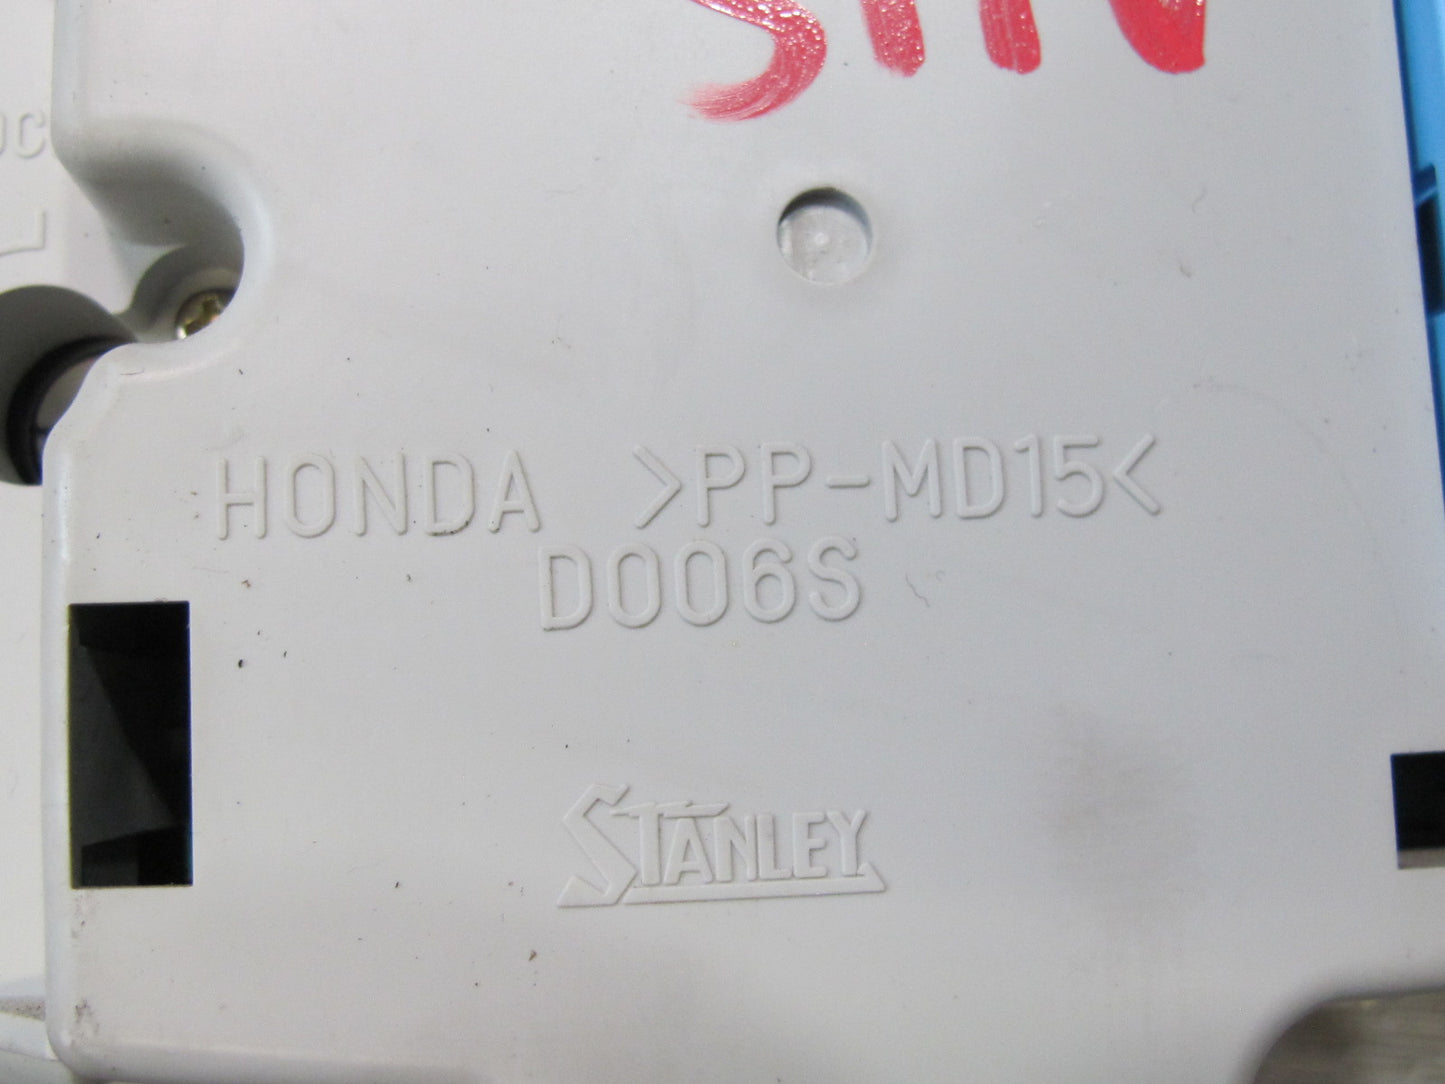 HONDA >PP-MD15<
D006S
STANLEY